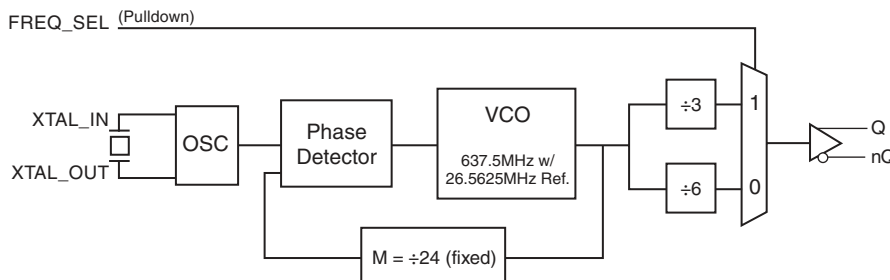 FREQ_SEL (Pulldown)
XTAL_IN
XTAL_OUT
OSC
Phase
Detector
VCO
637.5MHz w/
26.5625MHz Ref.
M = ÷24 (fixed)
÷3
÷6
1
0
Q
nQ